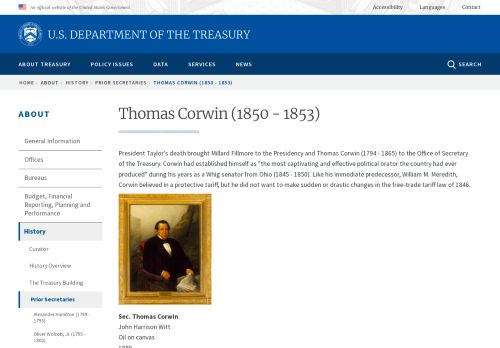 An official website of the United States Government
Accessibility Languages Contact
U.S. DEPARTMENT OF THE TREASURY
ABOUT TREASURY POLICY ISSUES DATA SERVICES NEWS SEARCH
HOME › ABOUT › HISTORY › PRIOR SECRETARIES › THOMAS CORWIN (1850 - 1853)
ABOUT
General Information
Offices
Bureaus
Budget, Financial
Reporting, Planning and
Performance
History
Curator
History Overview
The Treasury Building
Prior Secretaries
Alexander Hamilton (1789 -
1795)
Oliver Wolcott, Jr. (1795 -
1800)
Thomas Corwin (1850 - 1853)
President Taylor's death brought Millard Fillmore to the Presidency and Thomas Corwin (1794 - 1865) to the Office of Secretary
of the Treasury. Corwin had established himself as "the most captivating and effective political orator the country had ever
produced" during his years as a Whig senator from Ohio (1845 - 1850). Like his immediate predecessor, William M. Meredith,
Corwin believed in a protective tariff, but he did not want to make sudden or drastic changes in the free-trade tariff law of 1846.
Sec. Thomas Corwin
John Harrison Witt
Oil on canvas
1880